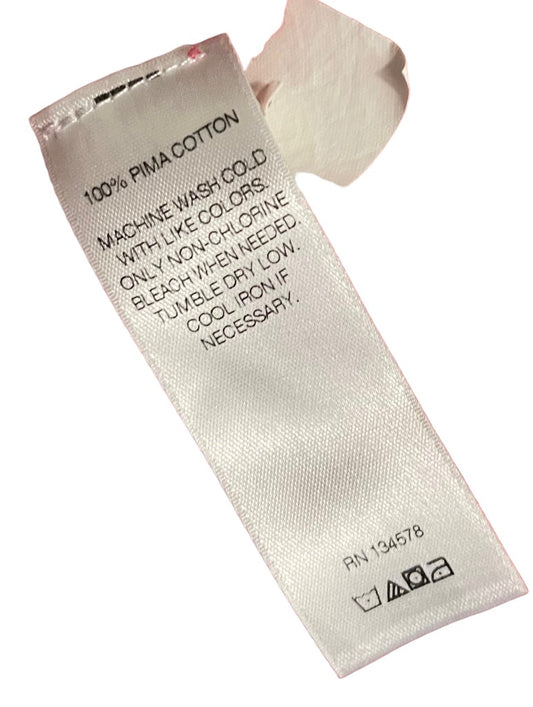 100% PIMA COTTON
MACHINE WASH COLD
WITH LIKE COLORS.
ONLY NON-CHLORINE
BLEACH WHEN NEEDED.
TUMBLE DRY LOW.
COOL IRON IF
NECESSARY.
RN 134578